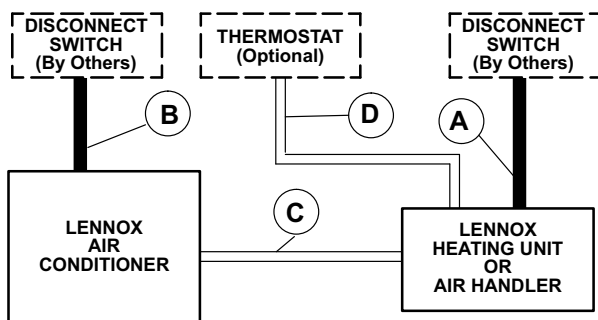 DISCONNECT
SWITCH
(By Others)
THERMOSTAT
(Optional)
DISCONNECT
SWITCH
(By Others)
B
D
A
C
LENNOX
AIR
CONDITIONER
LENNOX
HEATING UNIT
OR
AIR HANDLER